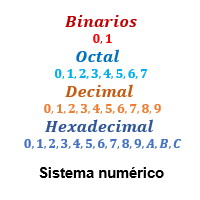 Binarios
0, 1
Octal
0, 1, 2, 3, 4, 5, 6, 7
Decimal
0, 1, 2, 3, 4, 5, 6, 7, 8, 9
Hexadecimal
0, 1, 2, 3, 4, 5, 6, 7, 8, 9, A, B, C
Sistema numérico